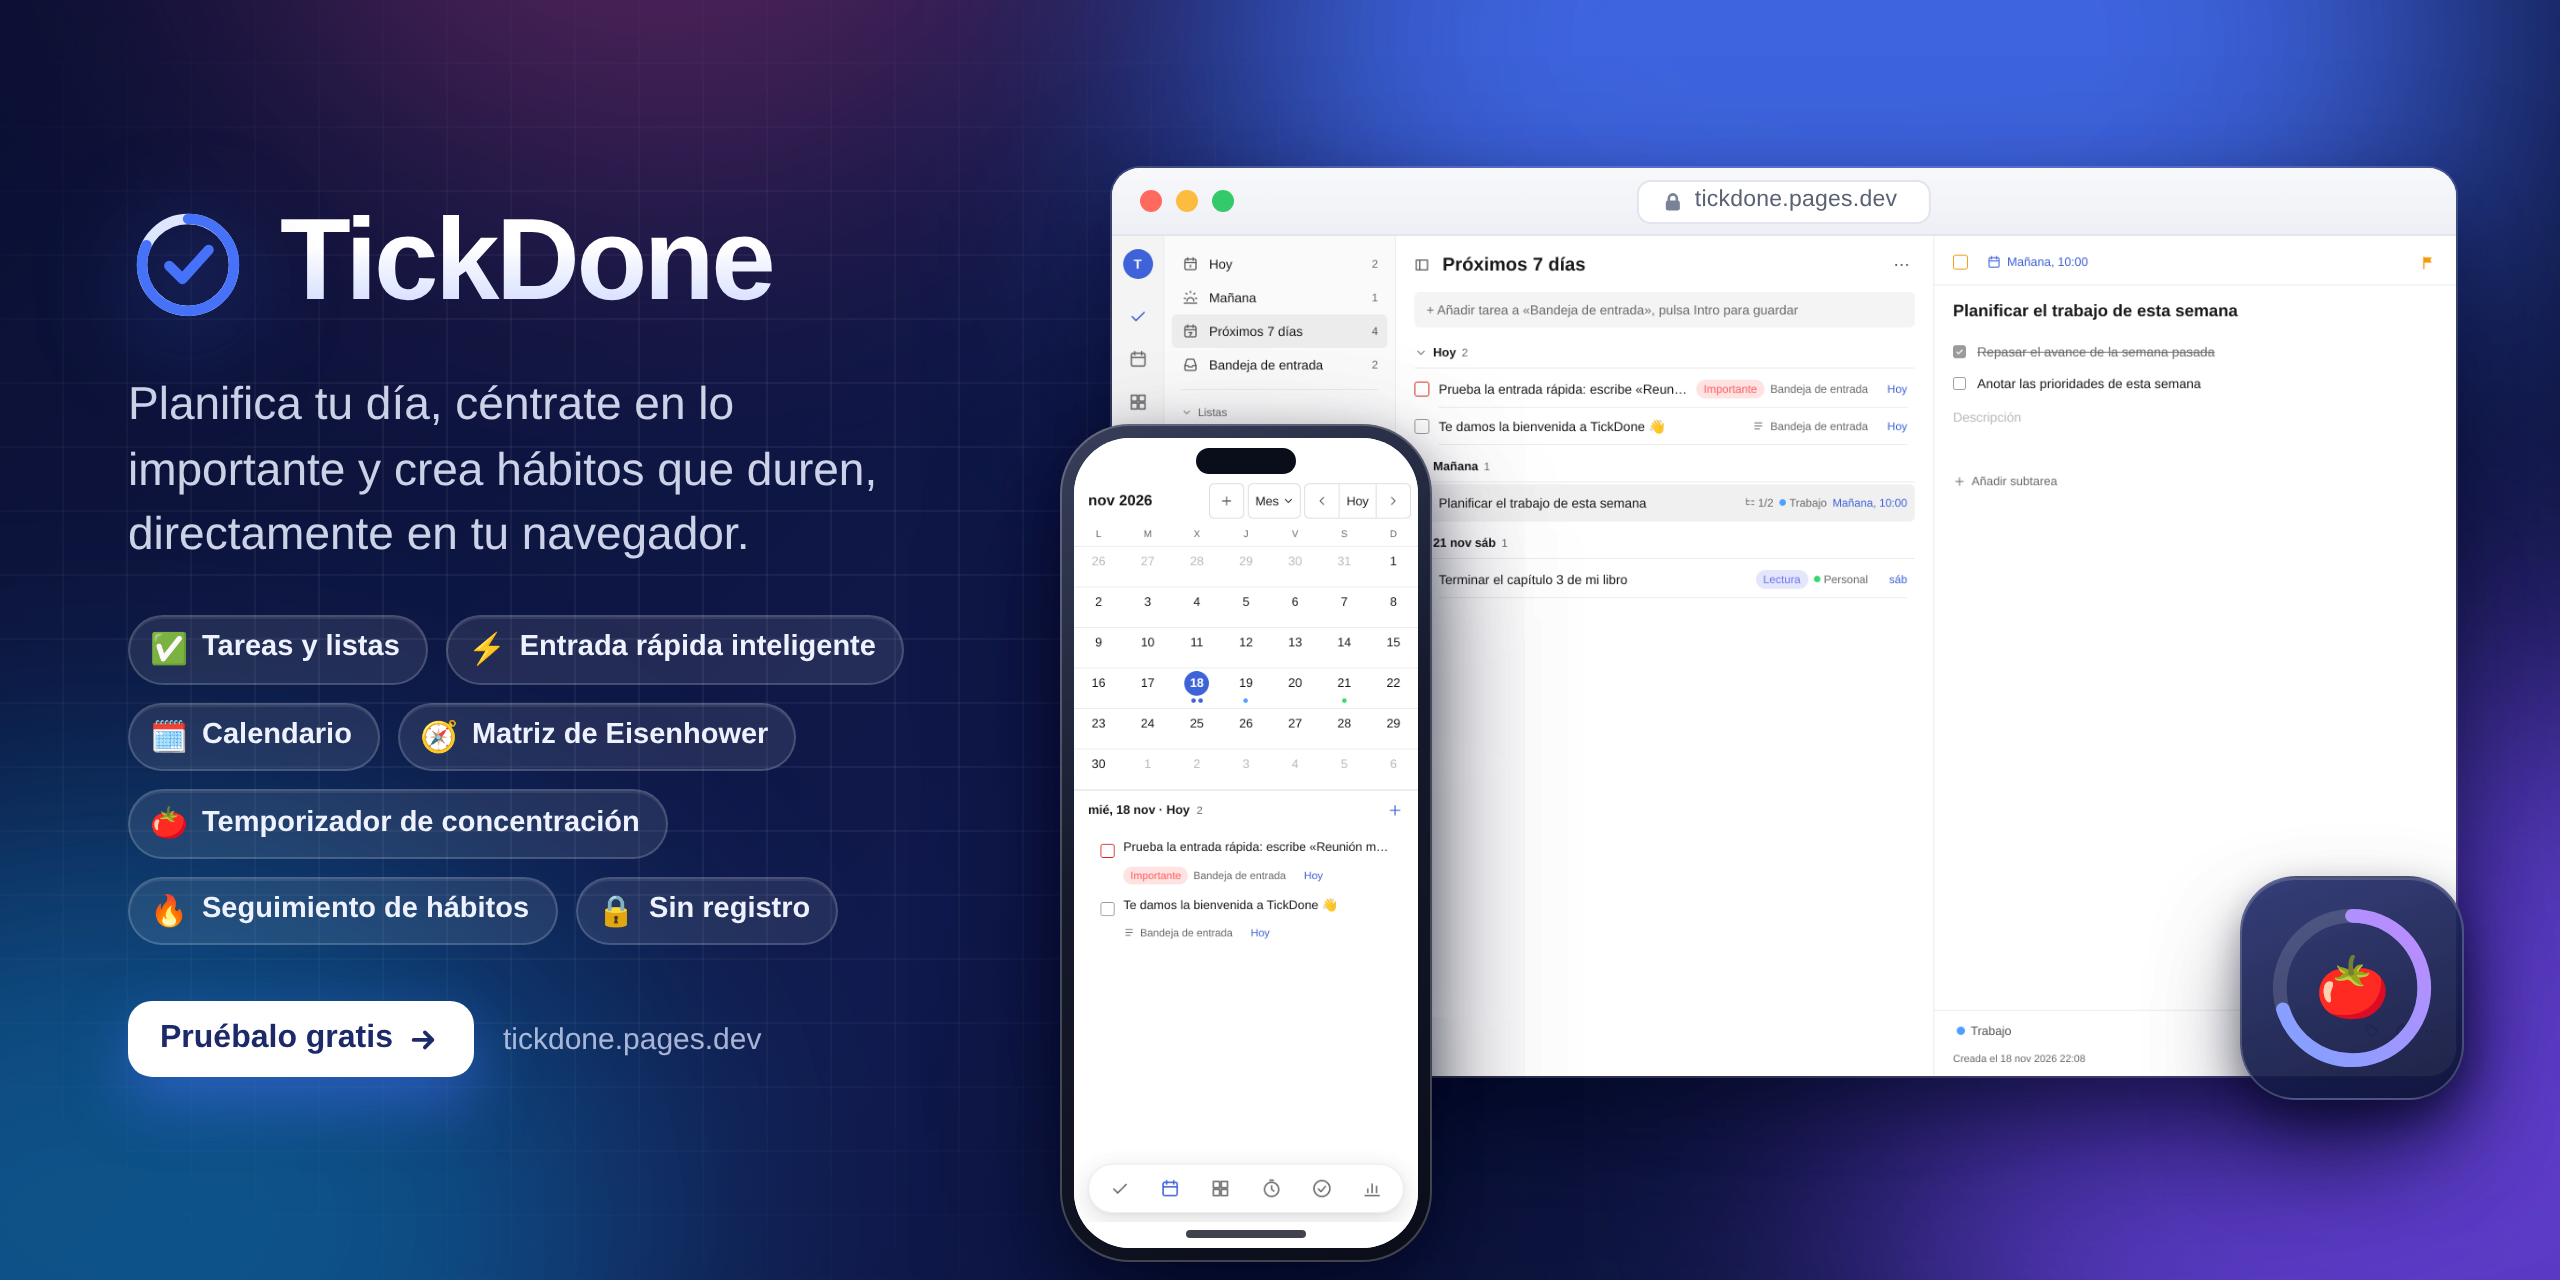 TickDone
Planifica tu día, céntrate en lo
importante y crea hábitos que duren,
directamente en tu navegador.
✅ Tareas y listas
⚡ Entrada rápida inteligente
🗓️ Calendario
🧭 Matriz de Eisenhower
🍅 Temporizador de concentración
🔥 Seguimiento de hábitos
🔒 Sin registro
Pruébalo gratis →
tickdone.pages.dev
tickdone.pages.dev
T
Hoy 2
Mañana 1
Próximos 7 días 4
Bandeja de entrada 2
Listas
Próximos 7 días
+ Añadir tarea a «Bandeja de entrada», pulsa Intro para guardar
Hoy 2
Prueba la entrada rápida: escribe «Reun… Importante Bandeja de entrada Hoy
Te damos la bienvenida a TickDone 👋 Bandeja de entrada Hoy
Mañana 1
Planificar el trabajo de esta semana 1/2 Trabajo Mañana, 10:00
21 nov sáb 1
Terminar el capítulo 3 de mi libro Lectura Personal sáb
Mañana, 10:00
Planificar el trabajo de esta semana
Repasar el avance de la semana pasada
Anotar las prioridades de esta semana
Descripción
+ Añadir subtarea
Trabajo
Creada el 18 nov 2026 22:08
nov 2026 + Mes < Hoy >
L M X J V S D
26 27 28 29 30 31 1
2 3 4 5 6 7 8
9 10 11 12 13 14 15
16 17 18 19 20 21 22
23 24 25 26 27 28 29
30 1 2 3 4 5 6
mié, 18 nov · Hoy 2 +
Prueba la entrada rápida: escribe «Reunión m…
Importante Bandeja de entrada Hoy
Te damos la bienvenida a TickDone 👋
Bandeja de entrada Hoy